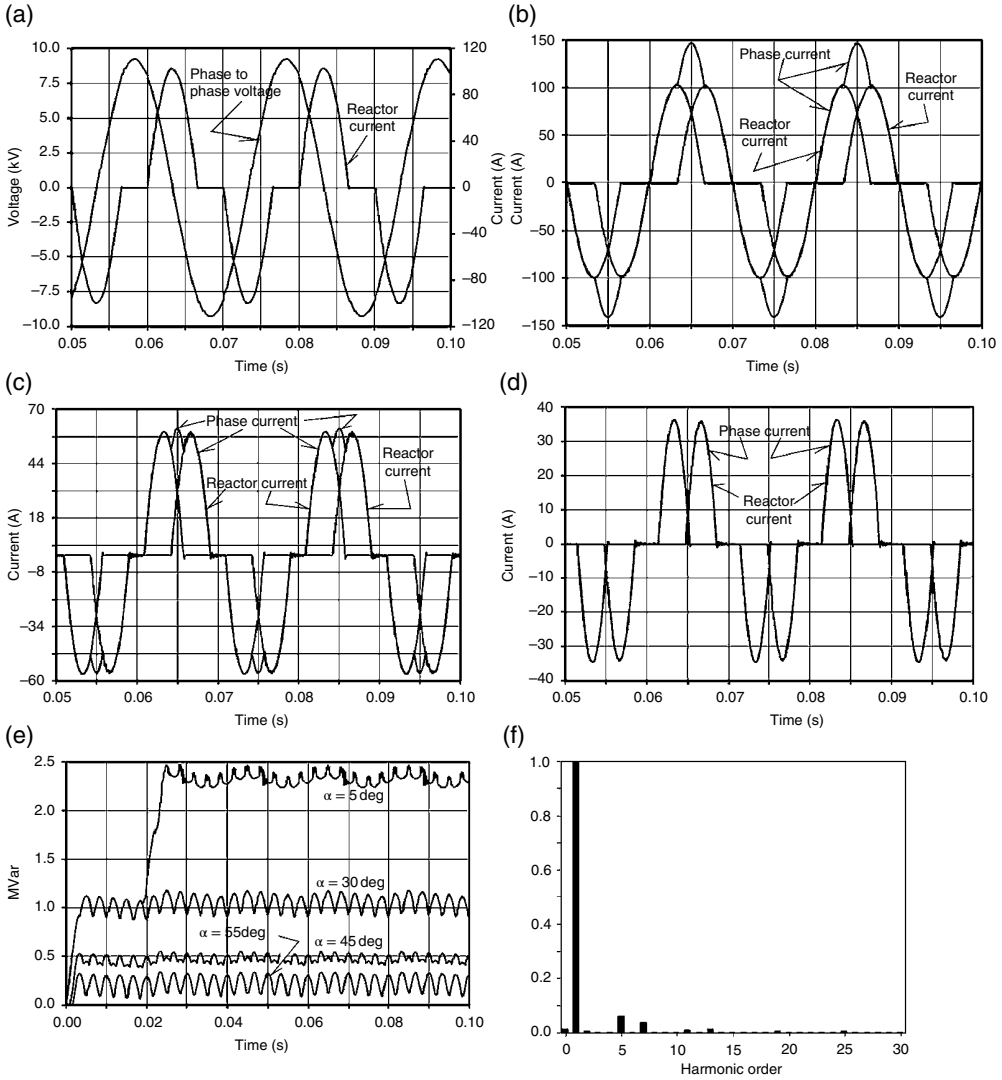 (a)
10.0
7.5
5.0
2.5
0.0
−2.5
−5.0
−7.5
−10.0
Voltage (kV)
120
80
40
0
−40
−80
−120
Current (A)
Phase to
phase voltage
Reactor
current
0.05
0.06
0.07
0.08
0.09
0.10
Time (s)
(b)
150
100
50
0
−50
−100
−150
Current (A)
Phase current
Reactor
current
Reactor
current
0.05
0.06
0.07
0.08
0.09
0.10
Time (s)
(c)
70
44
18
−8
−34
−60
Current (A)
Phase current
Reactor current
Reactor
current
0.05
0.06
0.07
0.08
0.09
0.10
Time (s)
(d)
40
30
20
10
0
−10
−20
−30
−40
Current (A)
Phase current
Reactor
current
0.05
0.06
0.07
0.08
0.09
0.10
Time (s)
(e)
2.5
2.0
1.5
1.0
0.5
0.0
MVar
α = 5 deg
α = 30 deg
α = 55deg
α = 45 deg
0.00
0.02
0.04
0.06
0.08
0.10
Time (s)
(f)
1.0
0.8
0.6
0.4
0.2
0.0
0
5
10
15
20
25
30
Harmonic order